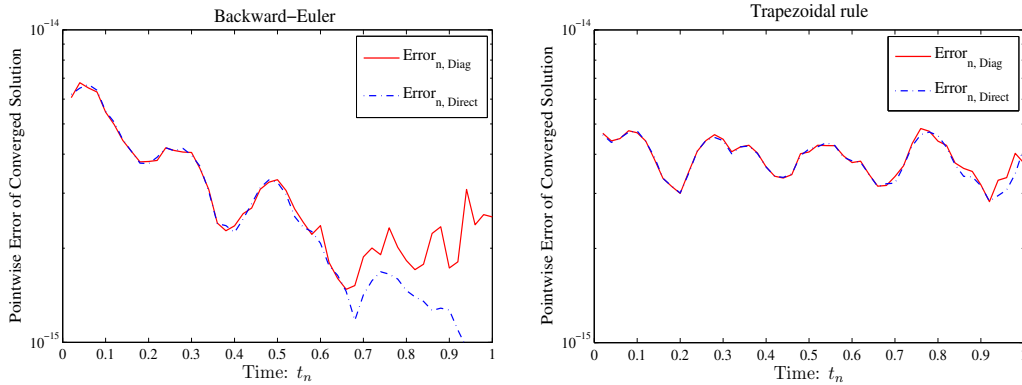 Backward−Euler
10^-14
Error_n, Diag
Error_n, Direct
Pointwise Error of Converged Solution
10^-15
0 0.1 0.2 0.3 0.4 0.5 0.6 0.7 0.8 0.9 1
Time: t_n
Trapezoidal rule
10^-14
Error_n, Diag
Error_n, Direct
Pointwise Error of Converged Solution
10^-15
0 0.1 0.2 0.3 0.4 0.5 0.6 0.7 0.8 0.9 1
Time: t_n